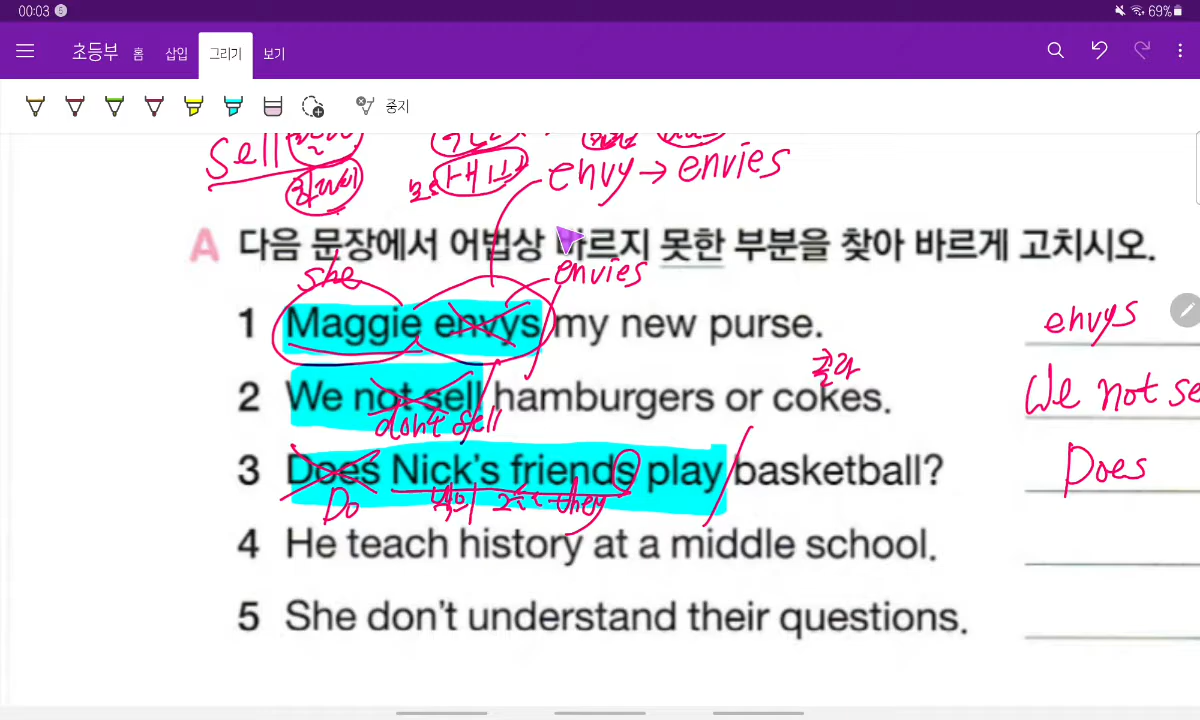 00:03 6 69%
초등부 홈 삽입 그리기 보기
중지
sell
envy → envies
A 다음 문장에서 어법상 바르지 못한 부분을 찾아 바르게 고치시오.
she envies
1 Maggie envys my new purse. envys
콜라
2 We not sell hamburgers or cokes. We not se
don't sell
3 Does Nick's friends play basketball? Does
Do they
4 He teach history at a middle school.
5 She don't understand their questions.